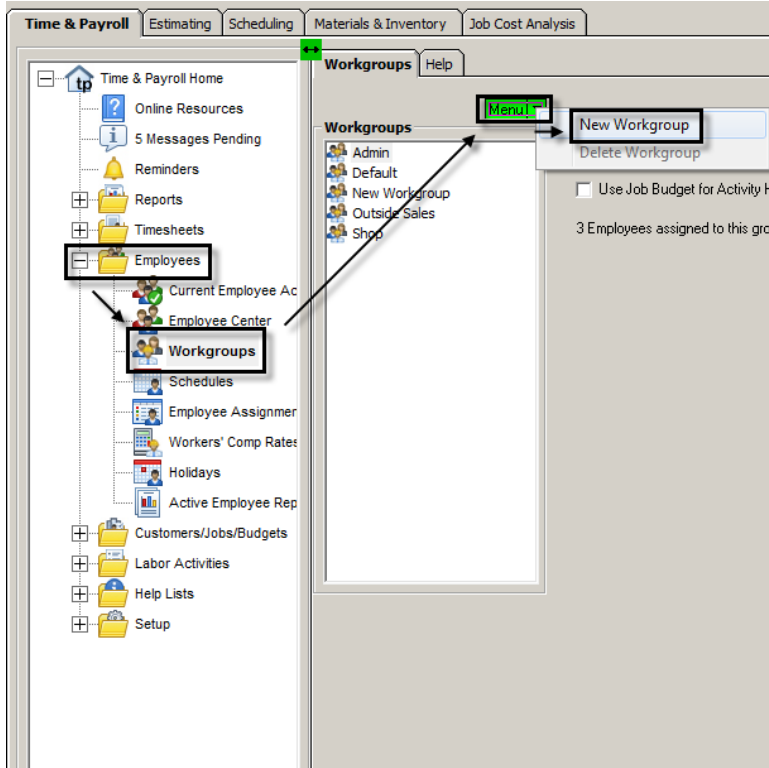 Time & Payroll
Estimating
Scheduling
Materials & Inventory
Job Cost Analysis
tp
Time & Payroll Home
Online Resources
5 Messages Pending
Reminders
Reports
Timesheets
Employees
Current Employee Ac
Employee Center
Workgroups
Schedules
Employee Assignmen
Workers' Comp Rates
Holidays
Active Employee Rep
Customers/Jobs/Budgets
Labor Activities
Help Lists
Setup
Workgroups
Help
Menu!
Workgroups
Admin
Default
New Workgroup
Outside Sales
Shop
New Workgroup
Delete Workgroup
Use Job Budget for Activity H
3 Employees assigned to this gro